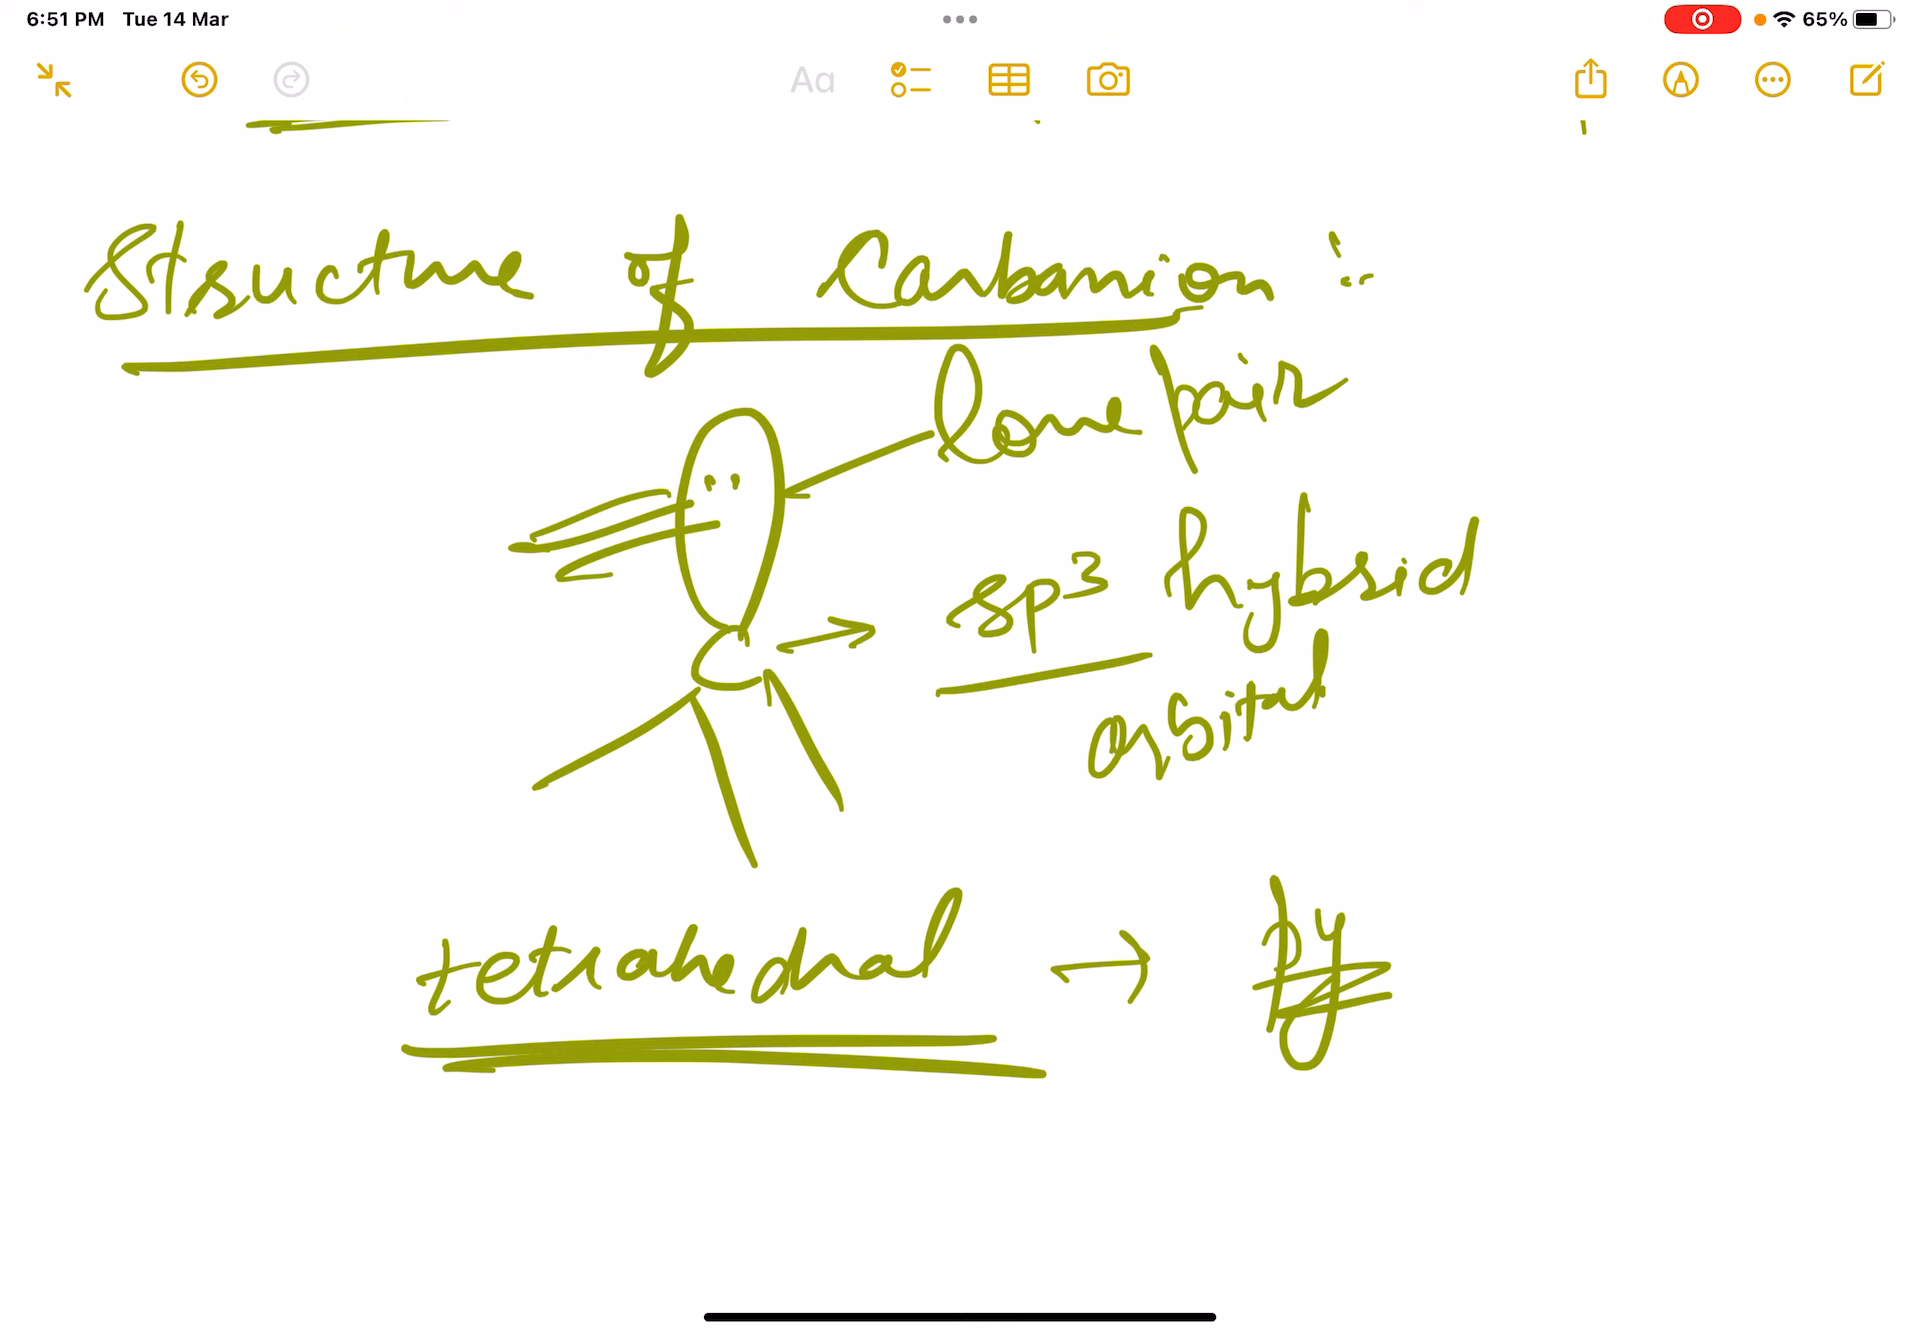 6:51 PM Tue 14 Mar
65%
Aa
Structure of Carbanion :-
lone pair
..
sp³ hybrid
orbital
C →
tetrahedral →